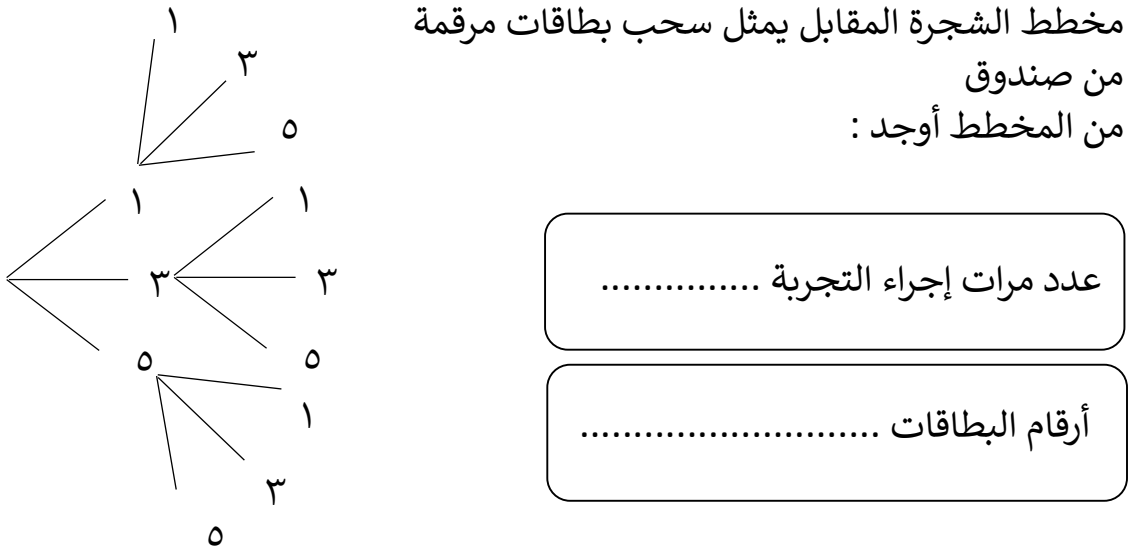 مخطط الشجرة المقابل يمثل سحب بطاقات مرقمة
من صندوق
من المخطط أوجد :
عدد مرات إجراء التجربة ...............
أرقام البطاقات ...........................
١
٣
٥
١
١
٣
٣
٥
٥
١
٣
٥